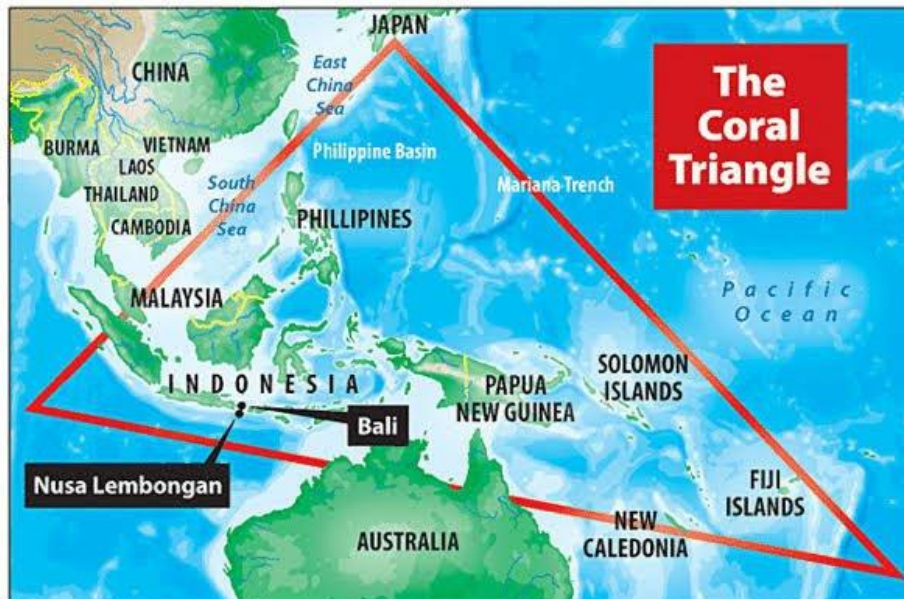 JAPAN
The
Coral
Triangle
CHINA
East
China
Sea
BURMA
VIETNAM
LAOS
THAILAND
CAMBODIA
South
China
Sea
Philippine Basin
Mariana Trench
PHILLIPINES
MALAYSIA
Pacific
Ocean
INDONESIA
PAPUA
NEW GUINEA
SOLOMON
ISLANDS
Bali
Nusa Lembongan
FIJI
ISLANDS
NEW
CALEDONIA
AUSTRALIA